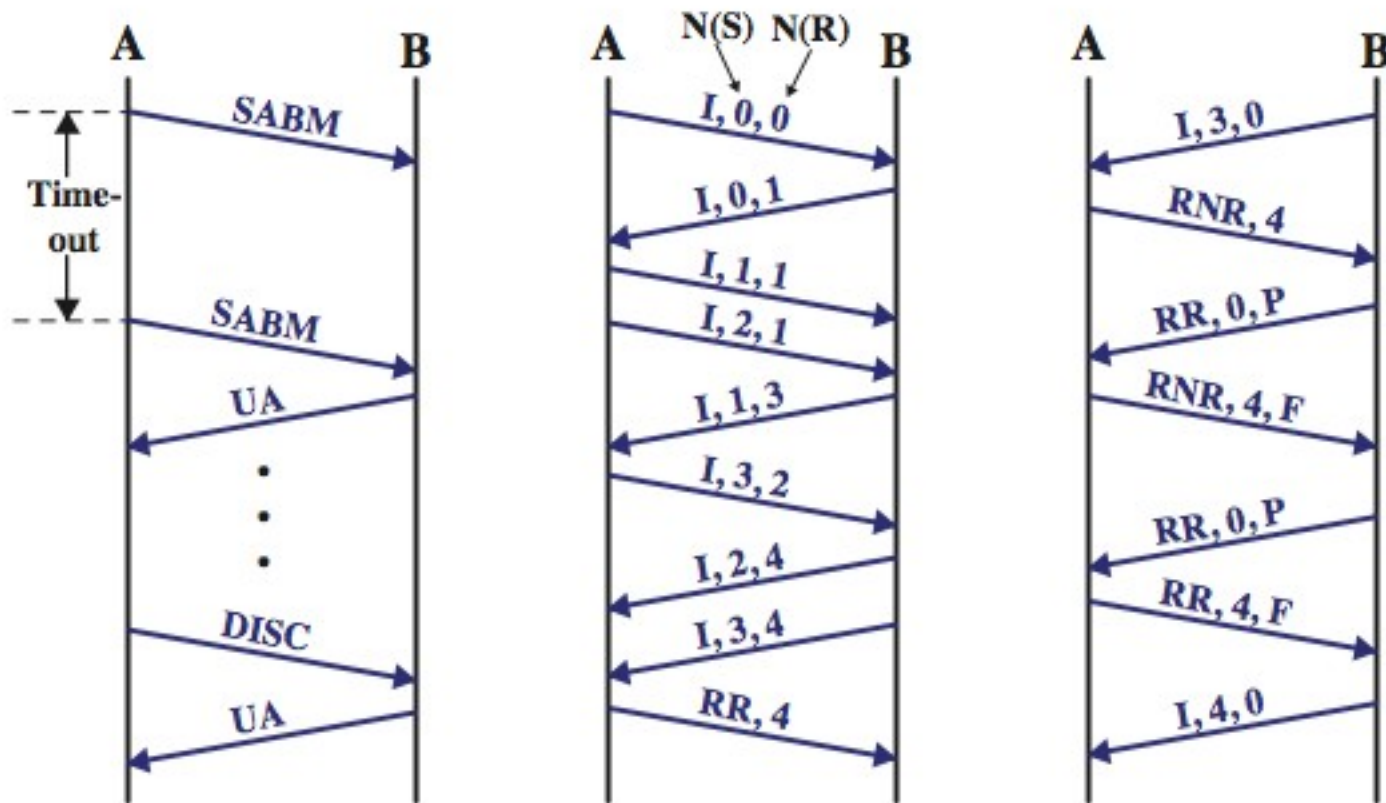 A
B
Time-
out
SABM
SABM
UA
DISC
UA
A
N(S) N(R)
B
I, 0, 0
I, 0, 1
I, 1, 1
I, 2, 1
I, 1, 3
I, 3, 2
I, 2, 4
I, 3, 4
RR, 4
A
B
I, 3, 0
RNR, 4
RR, 0, P
RNR, 4, F
RR, 0, P
RR, 4, F
I, 4, 0